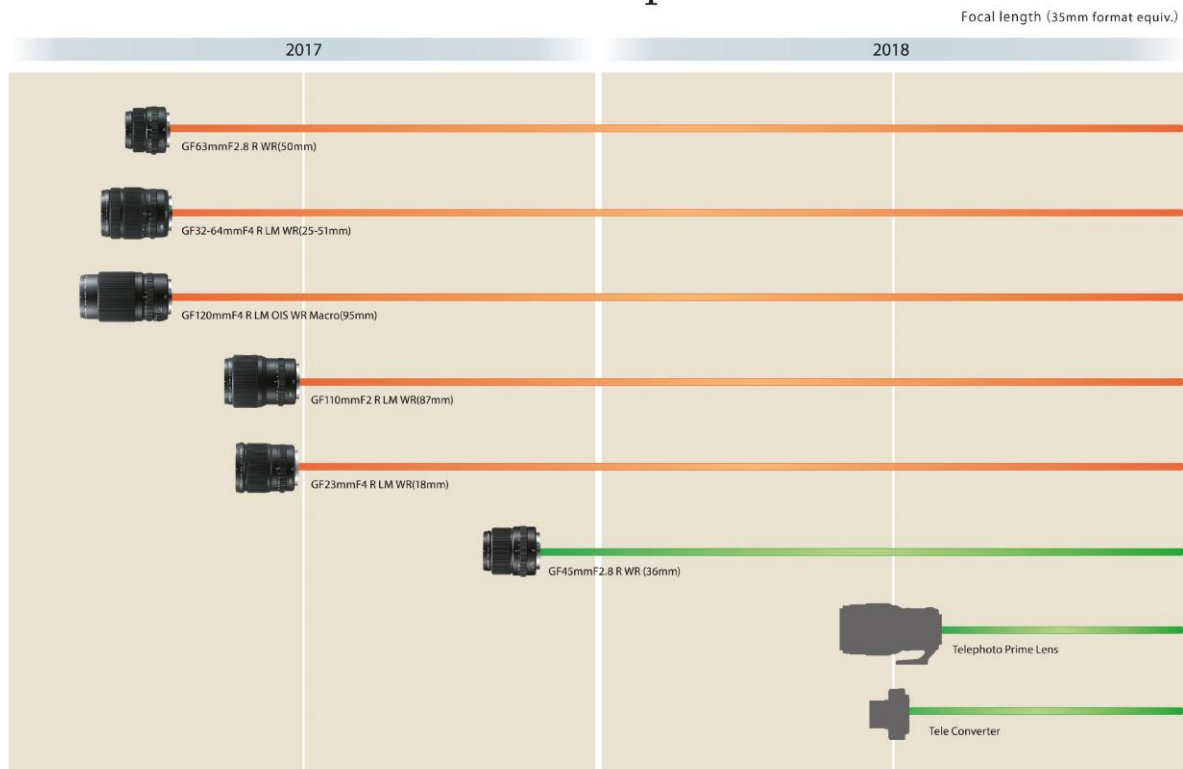 Focal length (35mm format equiv.)
2017
2018
GF63mmF2.8 R WR(50mm)
GF32-64mmF4 R LM WR(25-51mm)
GF120mmF4 R LM OIS WR Macro(95mm)
GF110mmF2 R LM WR(87mm)
GF23mmF4 R LM WR(18mm)
GF45mmF2.8 R WR (36mm)
Telephoto Prime Lens
Tele Converter